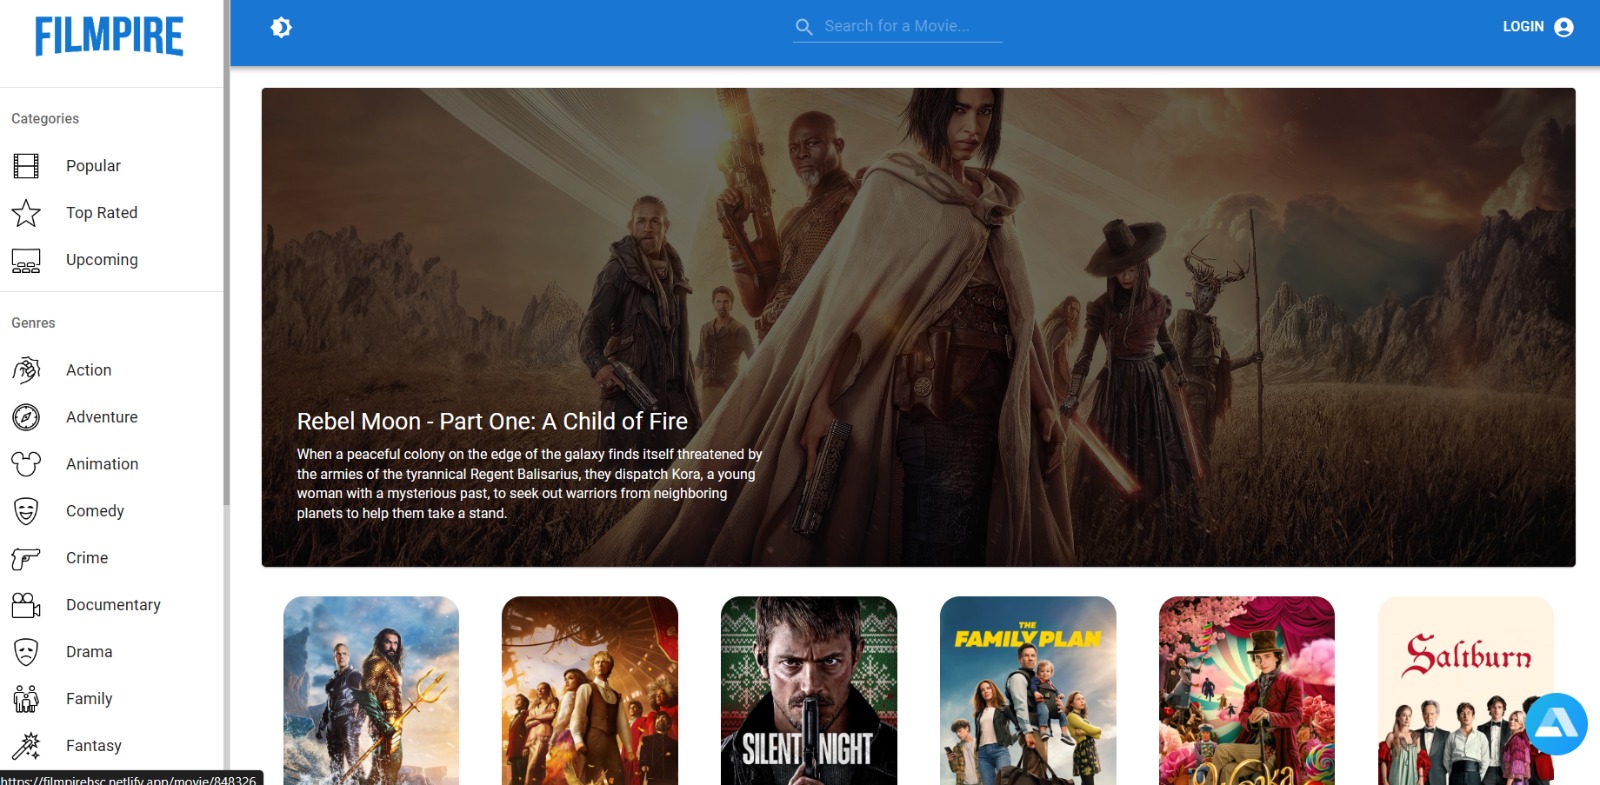 FILMPIRE
Search for a Movie...
LOGIN
Categories
Popular
Top Rated
Upcoming
Genres
Action
Adventure
Animation
Comedy
Crime
Documentary
Drama
Family
Fantasy
Rebel Moon - Part One: A Child of Fire
When a peaceful colony on the edge of the galaxy finds itself threatened by
the armies of the tyrannical Regent Balisarius, they dispatch Kora, a young
woman with a mysterious past, to seek out warriors from neighboring
planets to help them take a stand.
SILENT NIGHT
THE
FAMILY PLAN
Wonka
Saltburn
https://filmpirehsc.netlify.app/movie/848326